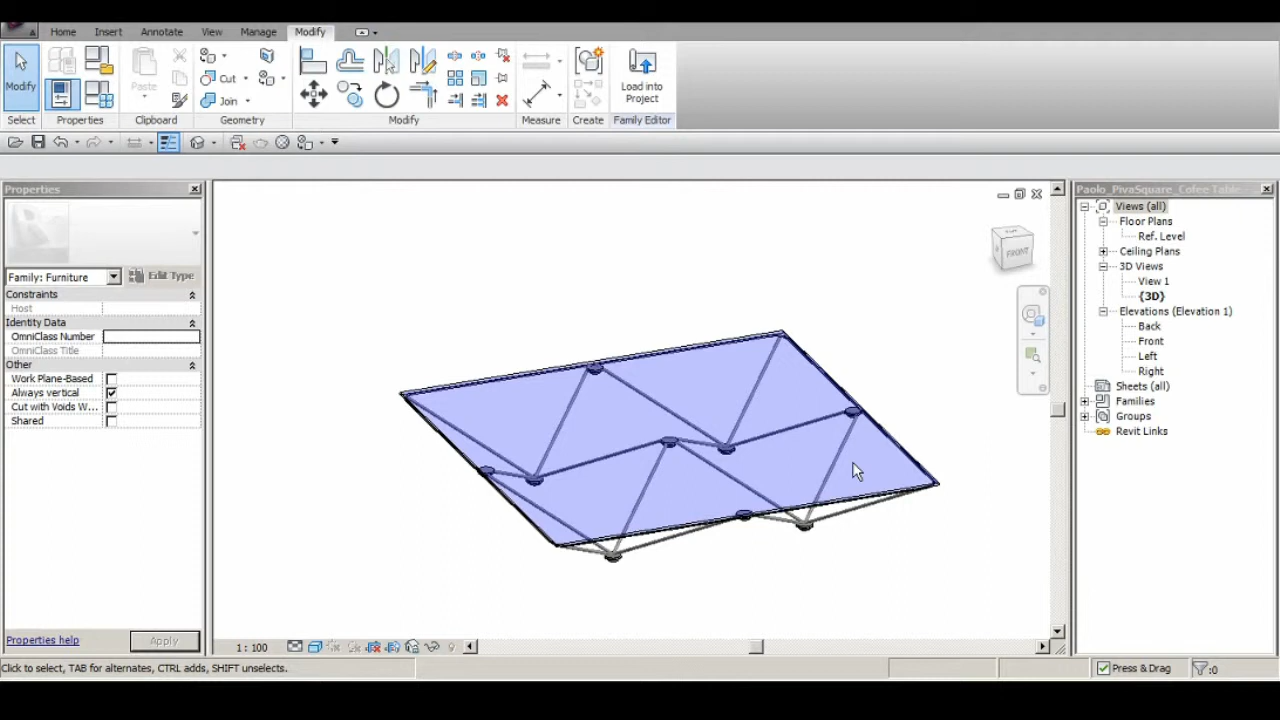 Home Insert Annotate View Manage Modify
Modify
Paste
Cut
Join
Load into
Project
Select Properties Clipboard Geometry Modify Measure Create Family Editor
Properties
Family: Furniture
Edit Type
Constraints
Host
Identity Data
OmniClass Number
OmniClass Title
Other
Work Plane-Based
Always vertical
Cut with Voids W...
Shared
Properties help
Apply
FRONT
1 : 100
Paolo_PivaSquare_Cofee Table
Views (all)
Floor Plans
Ref. Level
Ceiling Plans
3D Views
View 1
{3D}
Elevations (Elevation 1)
Back
Front
Left
Right
Sheets (all)
Families
Groups
Revit Links
Click to select, TAB for alternates, CTRL adds, SHIFT unselects.
Press & Drag
:0